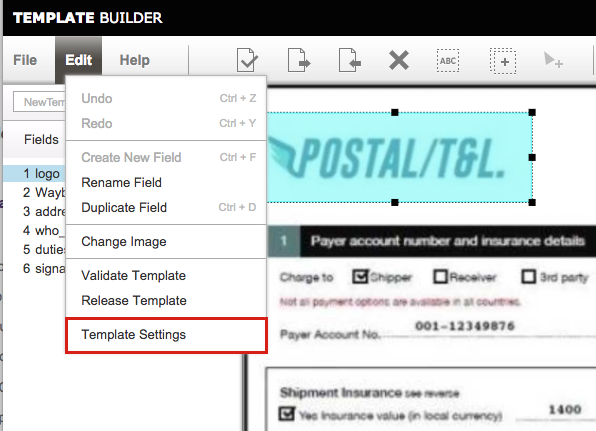 TEMPLATE BUILDER
File Edit Help
ABC
NewTem
Undo Ctrl + Z
Redo Ctrl + Y
Create New Field Ctrl + F
Rename Field
Duplicate Field Ctrl + D
Change Image
Validate Template
Release Template
Template Settings
Fields
1 logo
2 Wayb
3 addre
4 who_
5 duties
6 signa
POSTAL/T&L.
1 Payer account number and insurance details
Charge to Shipper Receiver 3rd party
Not all payment options are available in all countries.
Payer Account No. 001-12349876
Shipment Insurance see reverse
Yes Insurance value (in local currency) 1400